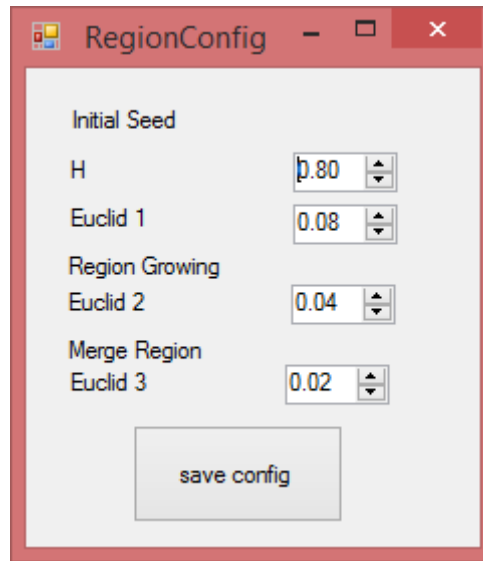 RegionConfig
Initial Seed
H 0.80
Euclid 1 0.08
Region Growing
Euclid 2 0.04
Merge Region
Euclid 3 0.02
save config